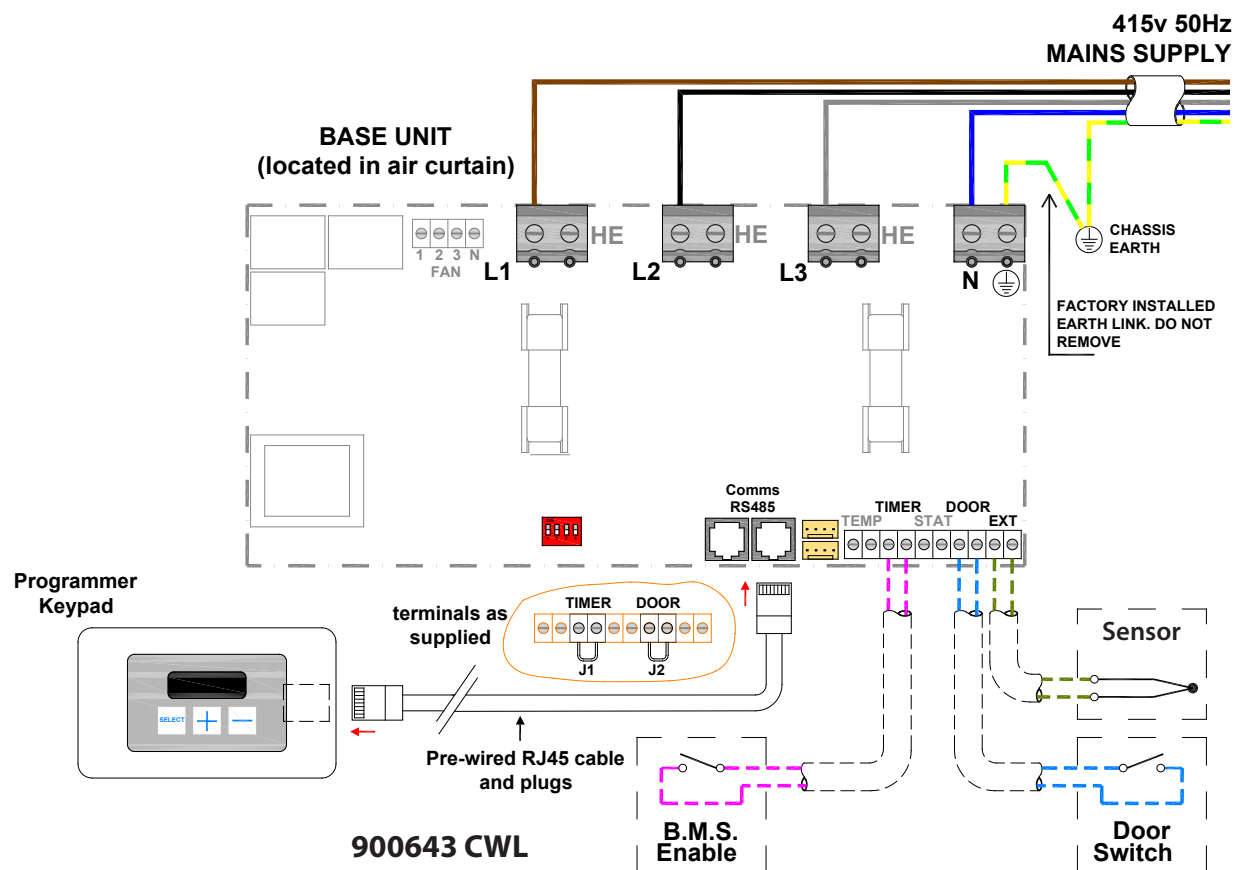 415v 50Hz
MAINS SUPPLY
BASE UNIT
(located in air curtain)
1 2 3 N
FAN
L1
HE
L2
HE
L3
HE
N
CHASSIS
EARTH
FACTORY INSTALLED
EARTH LINK. DO NOT
REMOVE
Comms
RS485
TIMER
DOOR
TEMP
STAT
EXT
Programmer
Keypad
SELECT
+
−
terminals as
supplied
TIMER
DOOR
J1
J2
Pre-wired RJ45 cable
and plugs
Sensor
B.M.S.
Enable
Door
Switch
900643 CWL